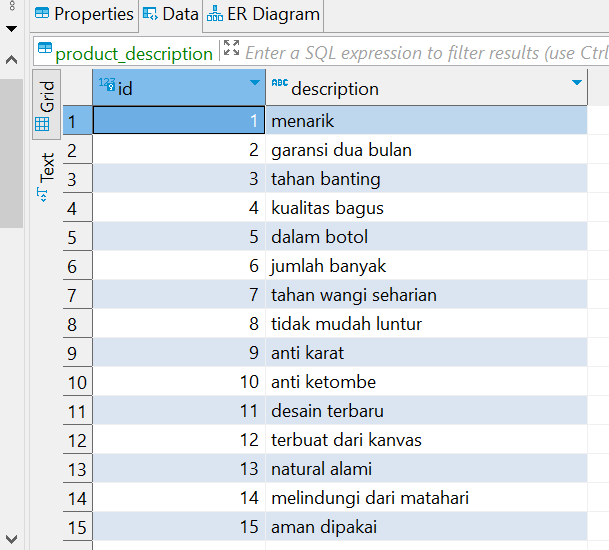 Properties Data ER Diagram
product_description Enter a SQL expression to filter results (use Ctrl
Grid
Text
123 id ABC description
1 1 menarik
2 2 garansi dua bulan
3 3 tahan banting
4 4 kualitas bagus
5 5 dalam botol
6 6 jumlah banyak
7 7 tahan wangi seharian
8 8 tidak mudah luntur
9 9 anti karat
10 10 anti ketombe
11 11 desain terbaru
12 12 terbuat dari kanvas
13 13 natural alami
14 14 melindungi dari matahari
15 15 aman dipakai